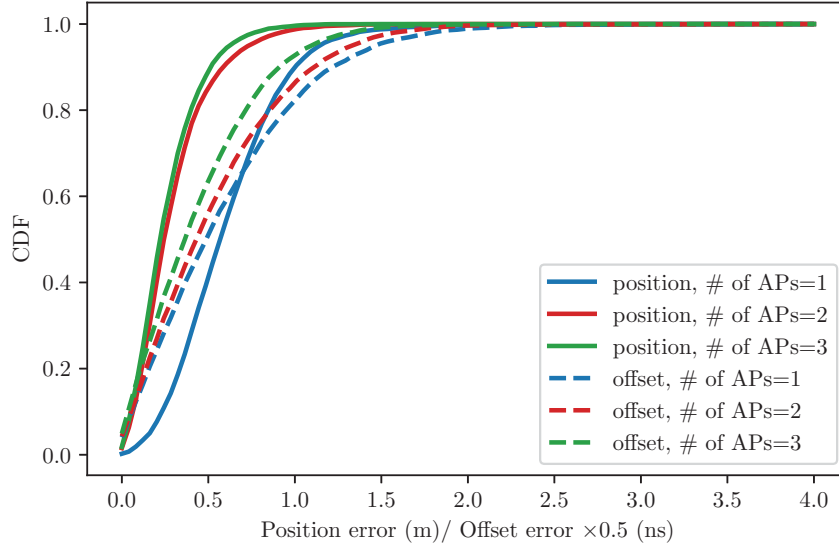 1.0
0.8
0.6
0.4
0.2
0.0
CDF
position, # of APs=1
position, # of APs=2
position, # of APs=3
offset, # of APs=1
offset, # of APs=2
offset, # of APs=3
0.0 0.5 1.0 1.5 2.0 2.5 3.0 3.5 4.0
Position error (m)/ Offset error ×0.5 (ns)